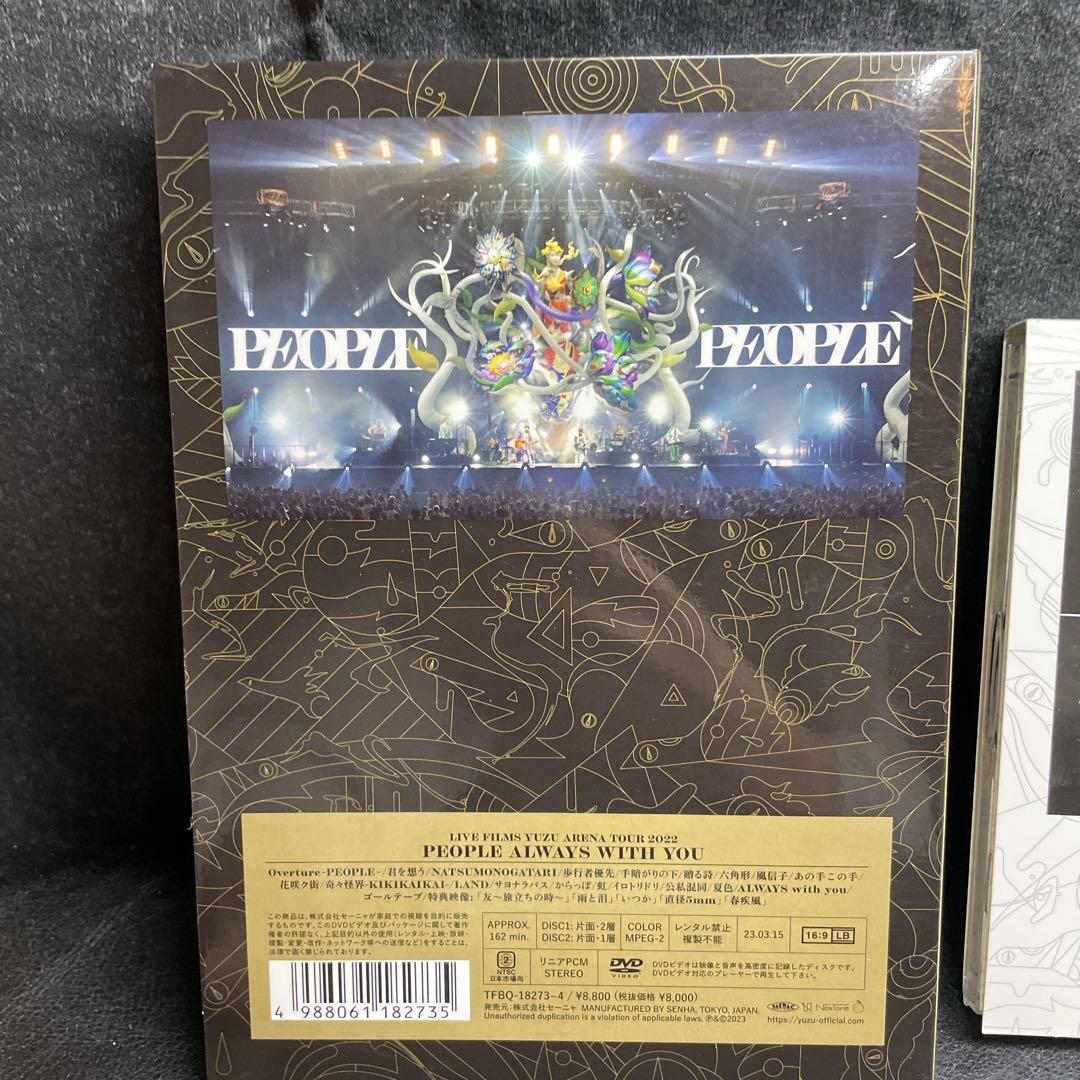 PEOPLE
PEOPLE
LIVE FILMS YUZU ARENA TOUR 2022
PEOPLE ALWAYS WITH YOU
Overture-PEOPLE-/君を想う/NATSUMONOGATARI/歩行者優先/手暗がりの下/贈る詩/六角形/風信子/あの手この手/
花咲ク街/奇々怪界-KIKIKAIKAI-/LAND/サヨナラバス/からっぽ/虹/イロトリドリ/公私混同/夏色/ALWAYS with you/
ゴールテープ/特典映像:「友～旅立ちの時～」「雨と泪」「いつか」「直径5mm」「春疾風」
この商品は、株式会社セーニャが家庭での視聴を目的に販売
するものです。このDVDビデオ及びパッケージに関して著作
権者の許諾なく、上記目的以外の使用(レンタル・上映・放映・
複製・変更・改作・ネットワーク等への送信など)をすることは、
法律で固く禁じられております。
APPROX.
162 min.
DISC1: 片面・2層
DISC2: 片面・1層
COLOR
MPEG-2
レンタル禁止
複製不能
23.03.15
16:9 LB
2
NTSC
日本市場向
リニアPCM
STEREO
DVD
VIDEO
DVDビデオは映像と音声を高密度に記録したディスクです。
DVDビデオ対応のプレーヤーで再生して下さい。
TFBQ-18273~4 / ¥8,800 (税抜価格 ¥8,000)
発売元:株式会社セーニャ MANUFACTURED BY SENHA, TOKYO, JAPAN.
Unauthorized duplication is a violation of applicable laws. ℗&©2023
JASRAC
NexTone
https://yuzu-official.com
4 988061 182735